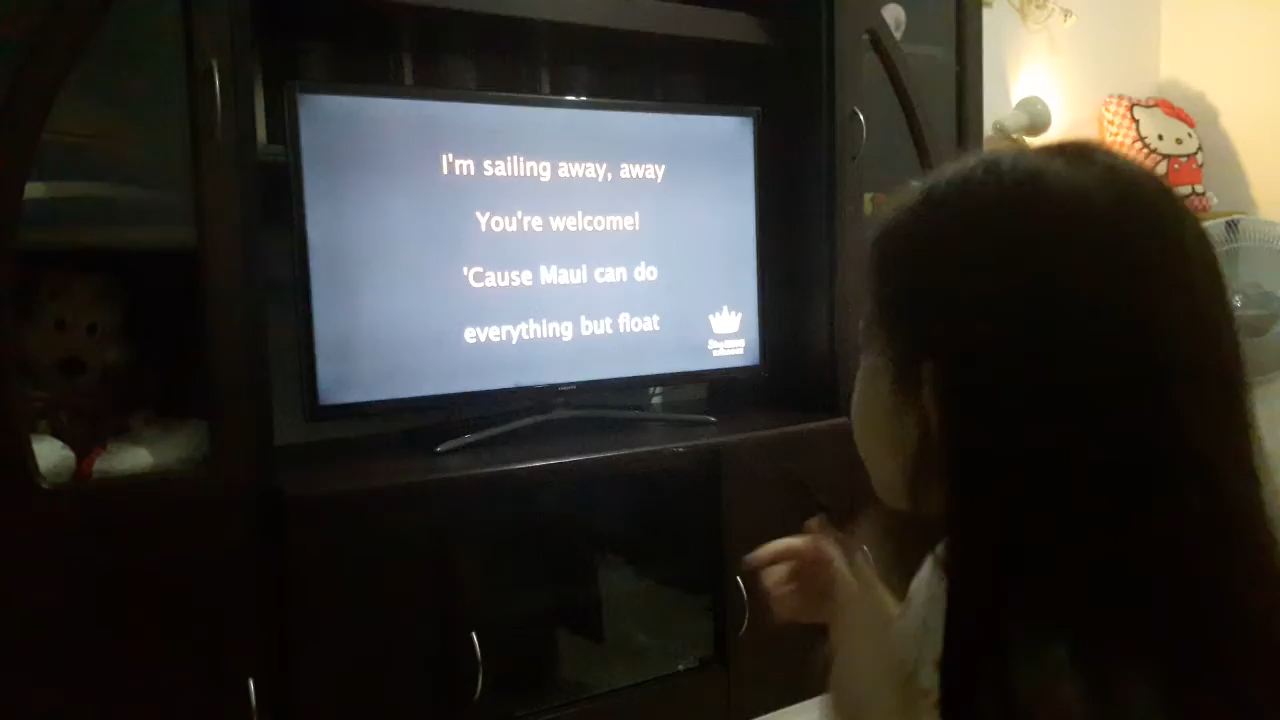 I'm sailing away, away
You're welcome!
'Cause Maui can do
everything but float